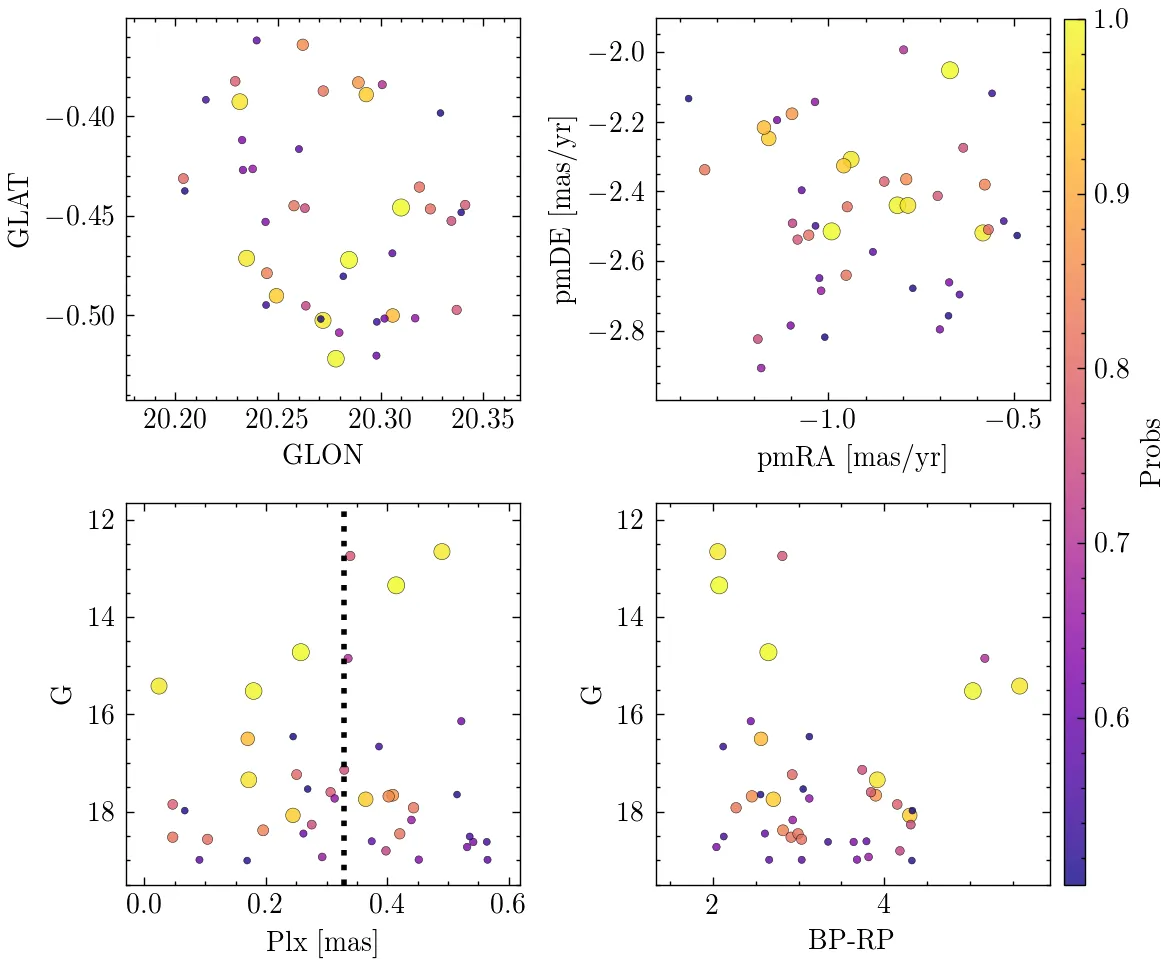 −0.40
−0.45
−0.50
GLAT
20.20 20.25 20.30 20.35
GLON
−2.0
−2.2
−2.4
−2.6
−2.8
pmDE [mas/yr]
−1.0 −0.5
pmRA [mas/yr]
1.0
0.9
0.8
0.7
0.6
Probs
12
14
16
18
G
0.0 0.2 0.4 0.6
Plx [mas]
12
14
16
18
G
2 4
BP-RP